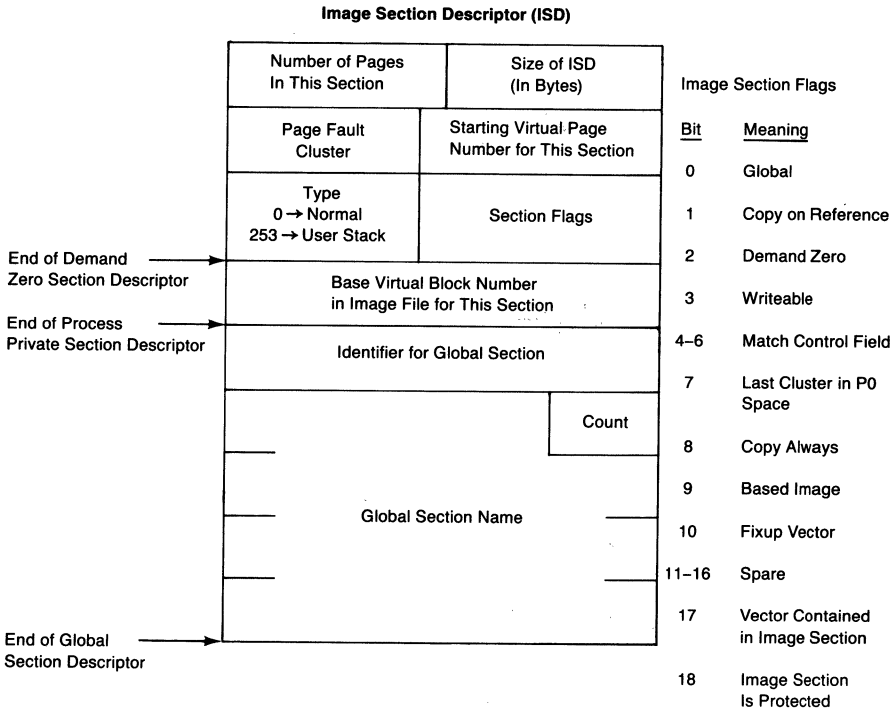 Image Section Descriptor (ISD)
Number of Pages
In This Section
Size of ISD
(In Bytes)
Page Fault
Cluster
Starting Virtual Page
Number for This Section
Type
0 → Normal
253 → User Stack
Section Flags
End of Demand
Zero Section Descriptor
Base Virtual Block Number
in Image File for This Section
End of Process
Private Section Descriptor
Identifier for Global Section
Count
Global Section Name
End of Global
Section Descriptor
Image Section Flags
Bit Meaning
0 Global
1 Copy on Reference
2 Demand Zero
3 Writeable
4–6 Match Control Field
7 Last Cluster in P0
Space
8 Copy Always
9 Based Image
10 Fixup Vector
11–16 Spare
17 Vector Contained
in Image Section
18 Image Section
Is Protected